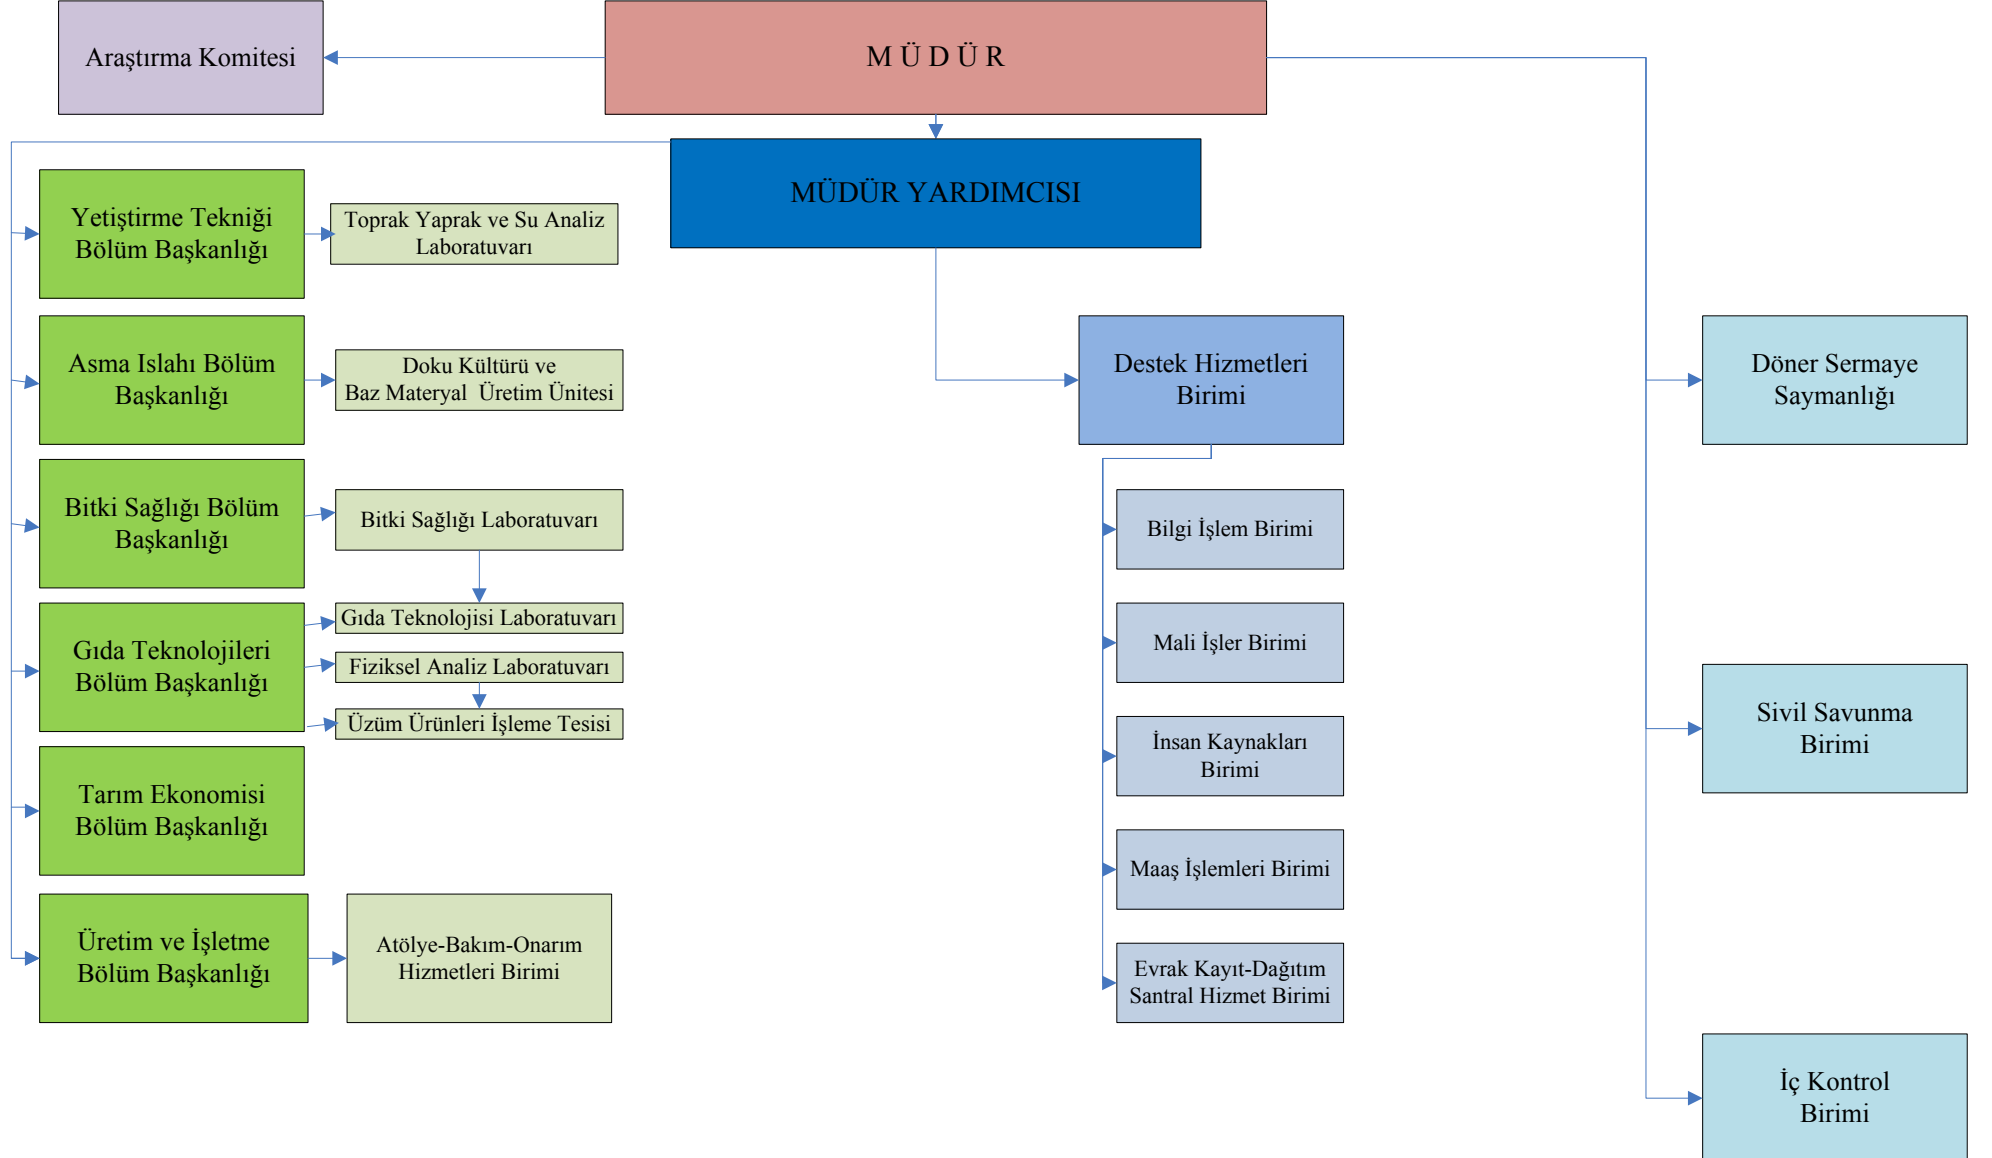 Araştırma Komitesi
M Ü D Ü R
MÜDÜR YARDIMCISI
Yetiştirme Tekniği
Bölüm Başkanlığı
Toprak Yaprak ve Su Analiz
Laboratuvarı
Asma Islahı Bölüm
Başkanlığı
Doku Kültürü ve
Baz Materyal Üretim Ünitesi
Bitki Sağlığı Bölüm
Başkanlığı
Bitki Sağlığı Laboratuvarı
Gıda Teknolojileri
Bölüm Başkanlığı
Gıda Teknolojisi Laboratuvarı
Fiziksel Analiz Laboratuvarı
Üzüm Ürünleri İşleme Tesisi
Tarım Ekonomisi
Bölüm Başkanlığı
Üretim ve İşletme
Bölüm Başkanlığı
Atölye-Bakım-Onarım
Hizmetleri Birimi
Destek Hizmetleri
Birimi
Bilgi İşlem Birimi
Mali İşler Birimi
İnsan Kaynakları
Birimi
Maaş İşlemleri Birimi
Evrak Kayıt-Dağıtım
Santral Hizmet Birimi
Döner Sermaye
Saymanlığı
Sivil Savunma
Birimi
İç Kontrol
Birimi